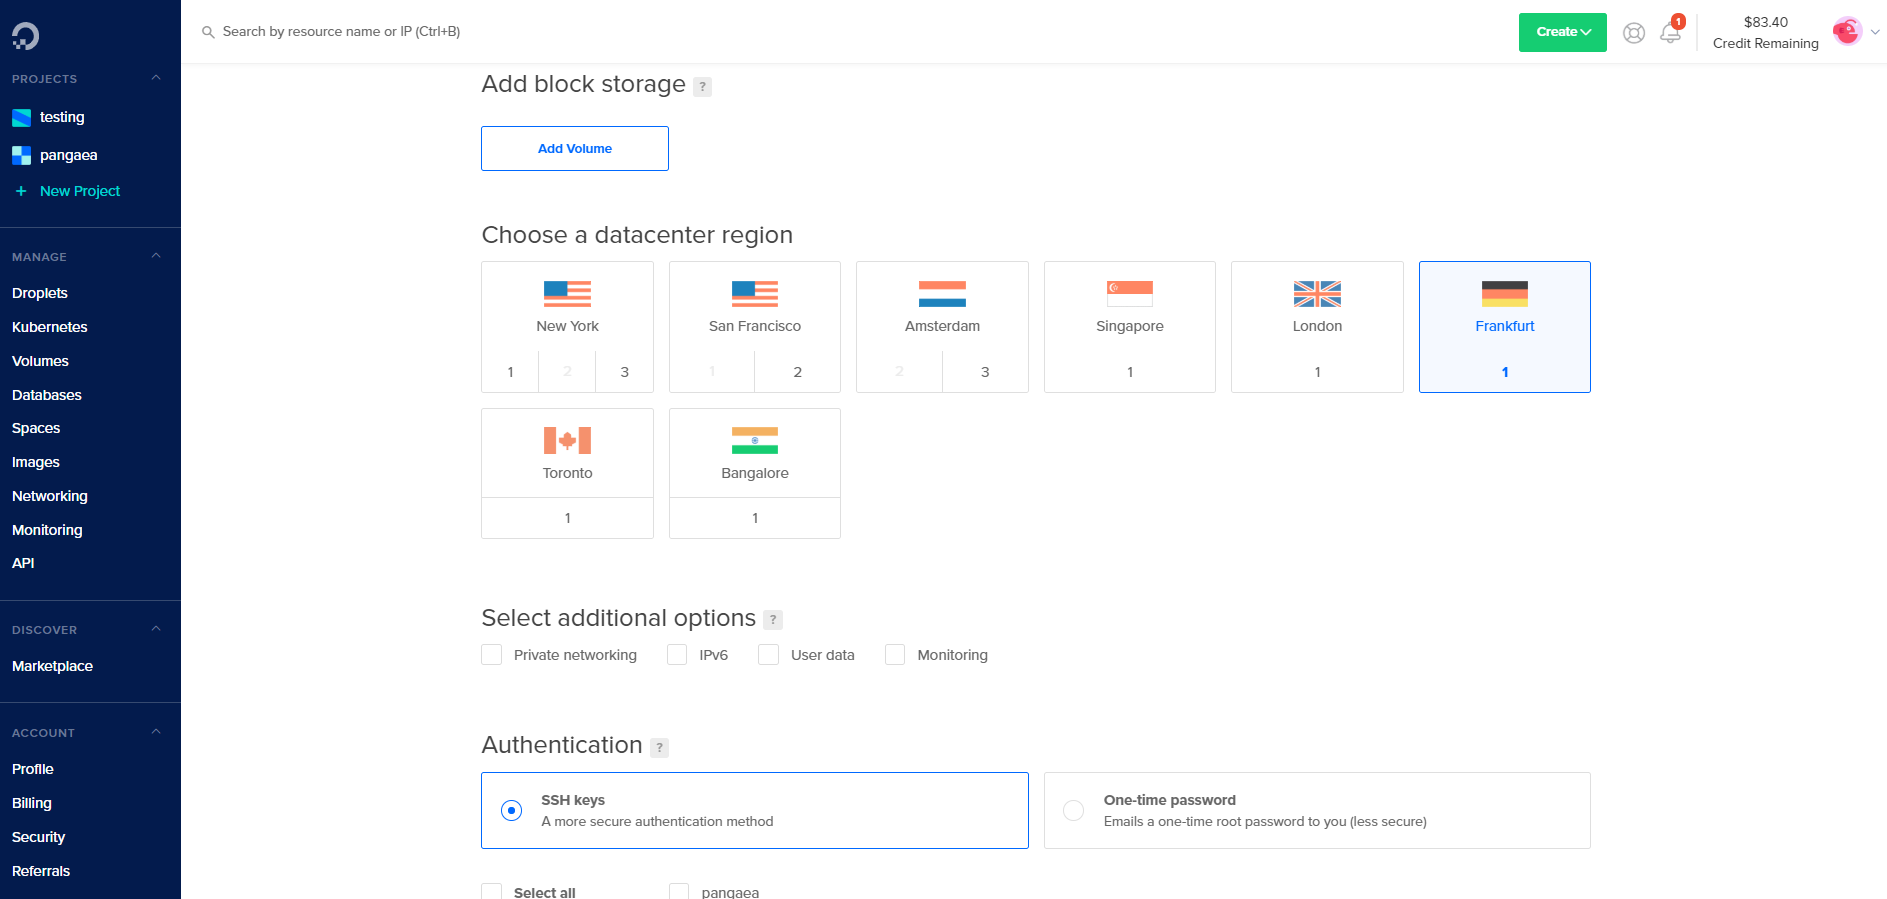 Search by resource name or IP (Ctrl+B)
Create
1
$83.40
Credit Remaining
PROJECTS
testing
pangaea
+ New Project
MANAGE
Droplets
Kubernetes
Volumes
Databases
Spaces
Images
Networking
Monitoring
API
DISCOVER
Marketplace
ACCOUNT
Profile
Billing
Security
Referrals
Add block storage ?
Add Volume
Choose a datacenter region
New York
1 2 3
San Francisco
1 2
Amsterdam
2 3
Singapore
1
London
1
Frankfurt
1
Toronto
1
Bangalore
1
Select additional options ?
Private networking
IPv6
User data
Monitoring
Authentication ?
SSH keys
A more secure authentication method
One-time password
Emails a one-time root password to you (less secure)
Select all
pangaea